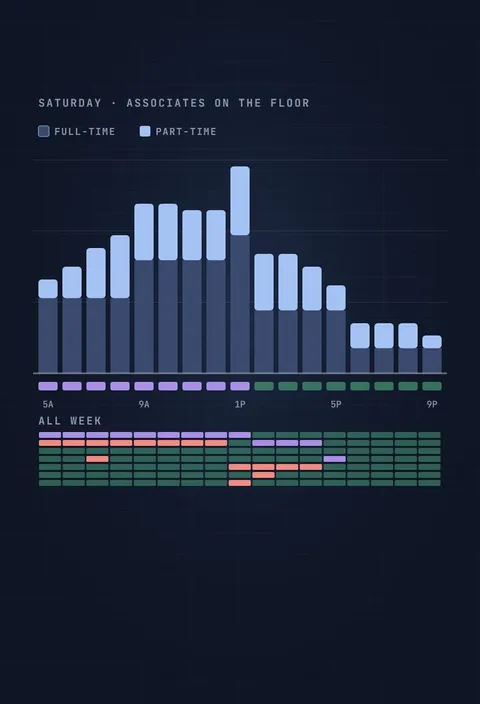 SATURDAY · ASSOCIATES ON THE FLOOR
FULL-TIME PART-TIME
5A 9A 1P 5P 9P
ALL WEEK